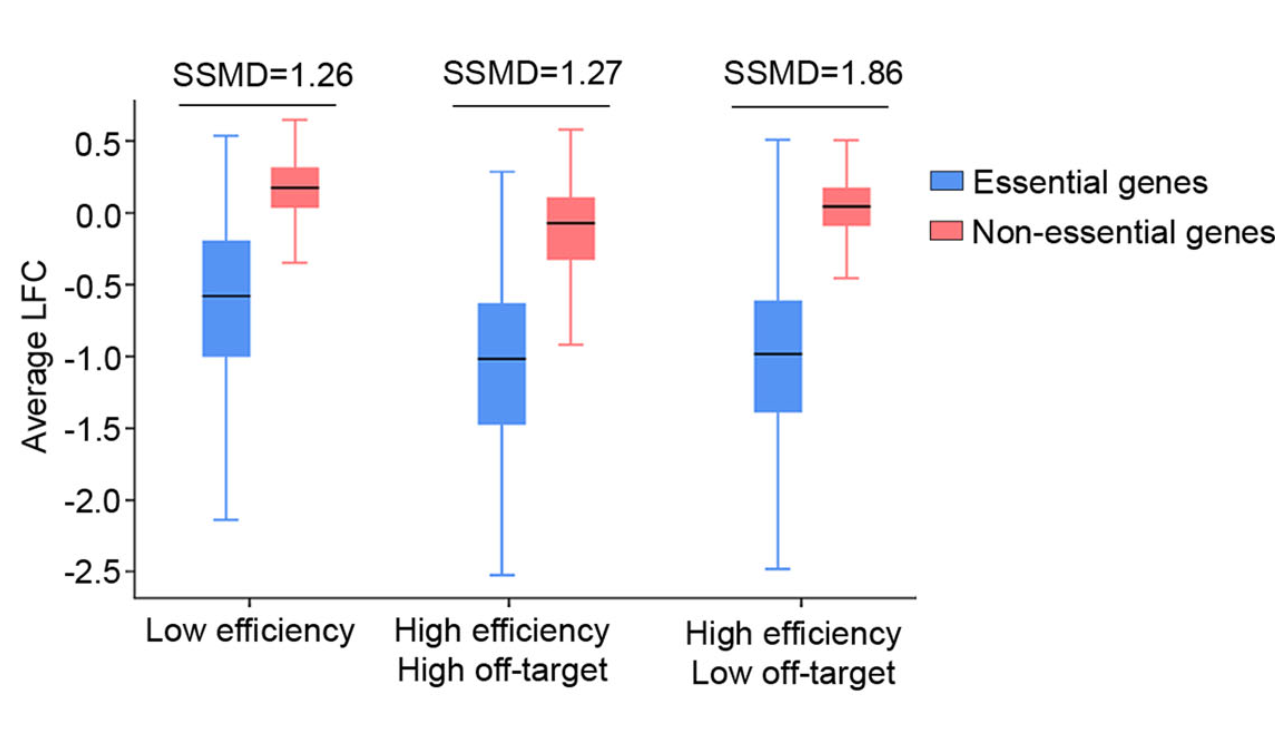 SSMD=1.26
SSMD=1.27
SSMD=1.86
0.5
0.0
-0.5
-1.0
-1.5
-2.0
-2.5
Average LFC
Essential genes
Non-essential genes
Low efficiency
High efficiency
High off-target
High efficiency
Low off-target